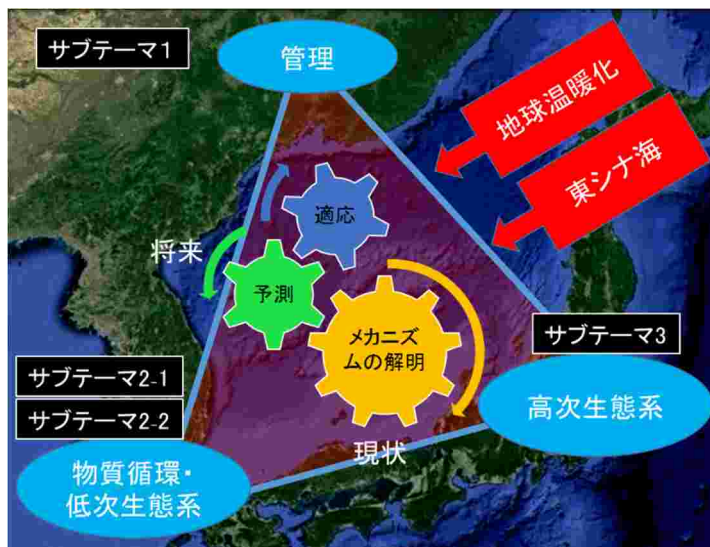 サブテーマ1
管理
地球温暖化
東シナ海
適応
将来
予測
メカニズ
ムの解明
サブテーマ3
サブテーマ2-1
サブテーマ2-2
高次生態系
現状
物質循環・
低次生態系